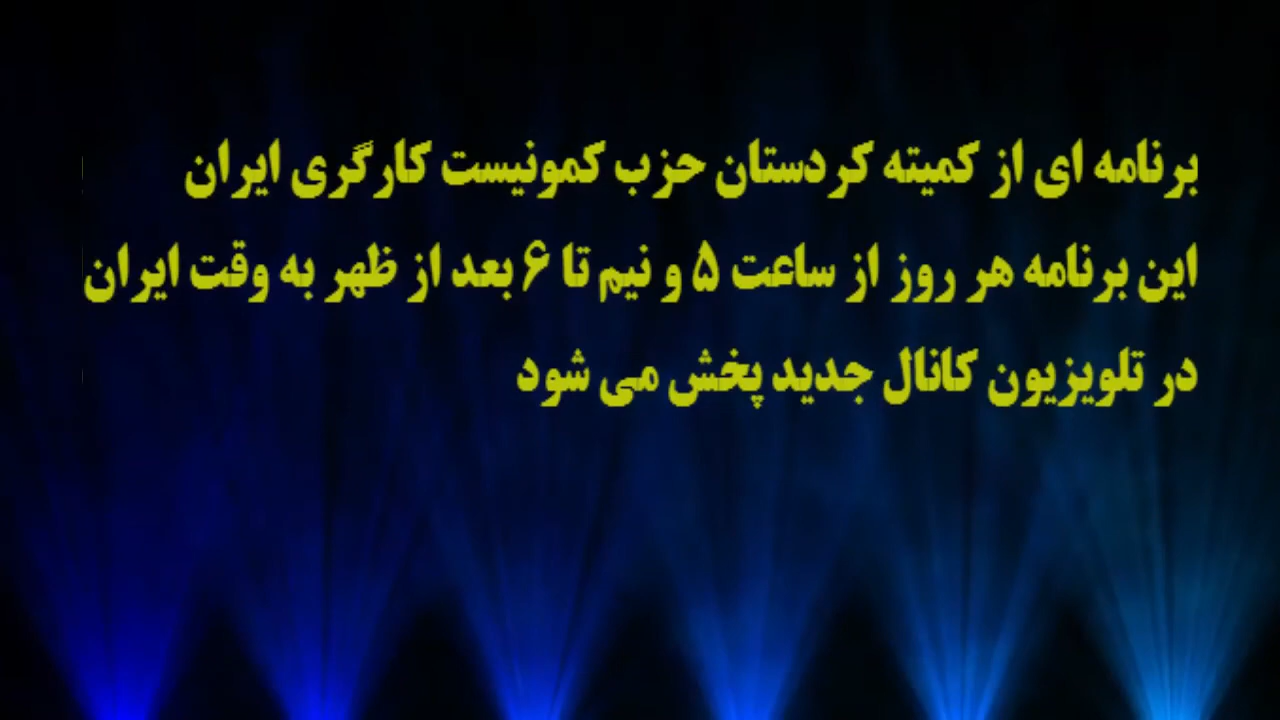 برنامه ای از کمیته کردستان حزب کمونیست کارگری ایران
این برنامه هر روز از ساعت ۵ و نیم تا ۶ بعد از ظهر به وقت ایران
در تلویزیون کانال جدید پخش می شود